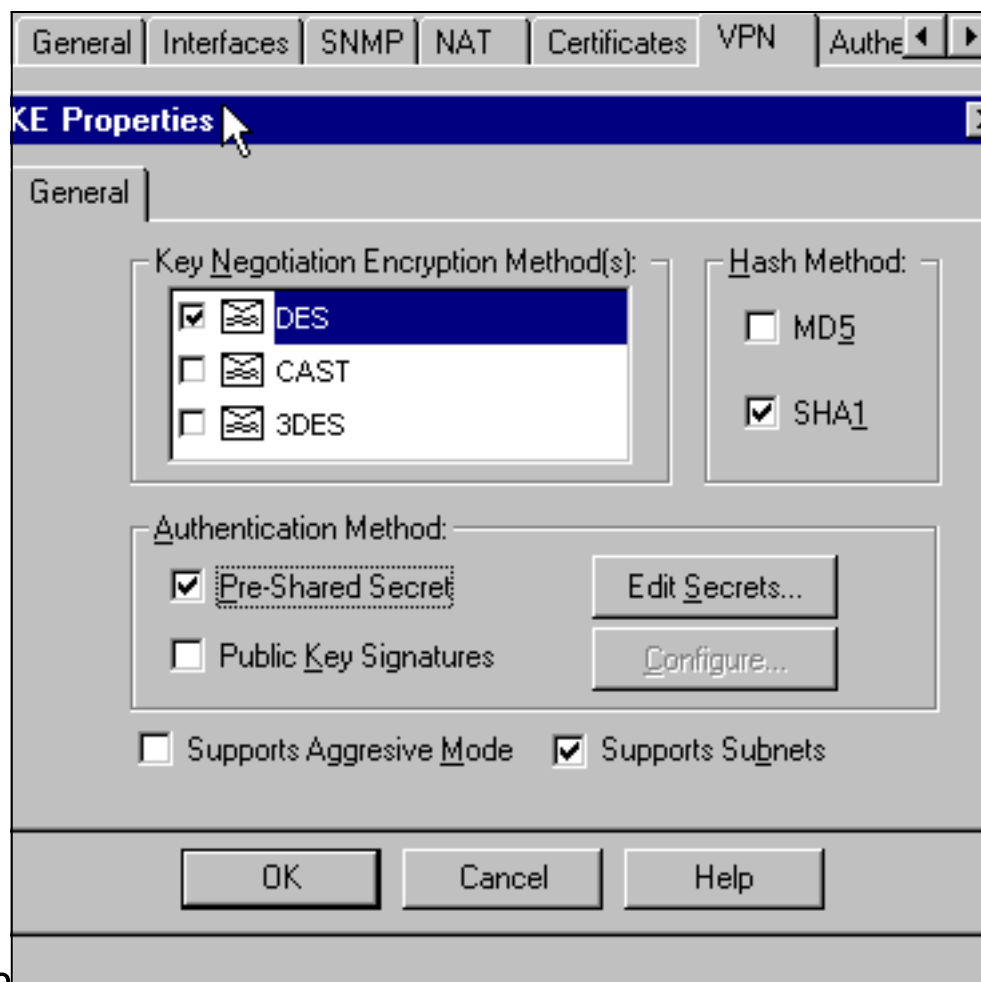 General Interfaces SNMP NAT Certificates VPN Authe
KE Properties
General
Key Negotiation Encryption Method(s):
DES
CAST
3DES
Hash Method:
MD5
SHA1
Authentication Method:
Pre-Shared Secret Edit Secrets...
Public Key Signatures Configure...
Supports Aggresive Mode Supports Subnets
OK Cancel Help